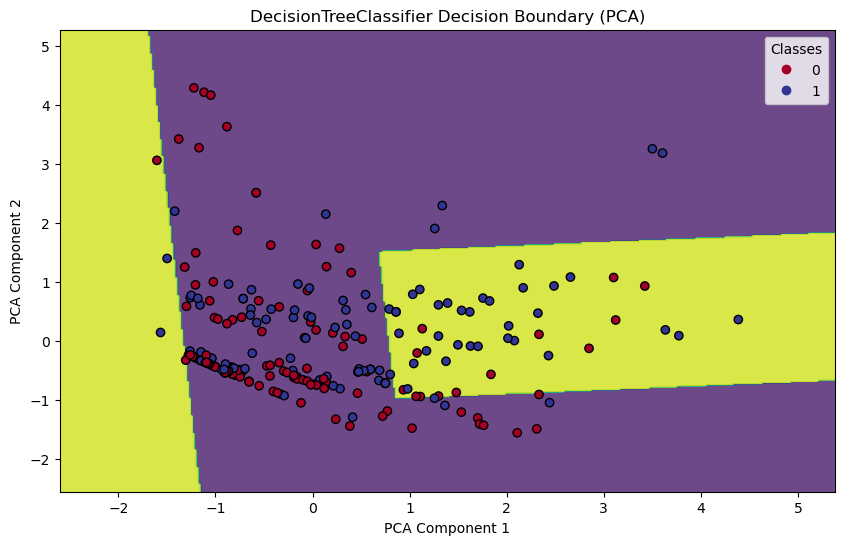 DecisionTreeClassifier Decision Boundary (PCA)
Classes
0
1
PCA Component 2
5
4
3
2
1
0
−1
−2
−2 −1 0 1 2 3 4 5
PCA Component 1